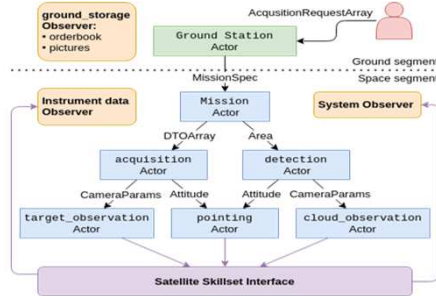 AcqusitionRequestArray
ground_storage
Observer:
• orderbook
• pictures
Ground Station
Actor
Ground segment
Space segment
MissionSpec
Instrument data
Observer
Mission
Actor
System Observer
DTOArray
Area
acquisition
Actor
detection
Actor
CameraParams
Attitude
Attitude
CameraParams
target_observation
Actor
pointing
Actor
cloud_observation
Actor
Satellite Skillset Interface